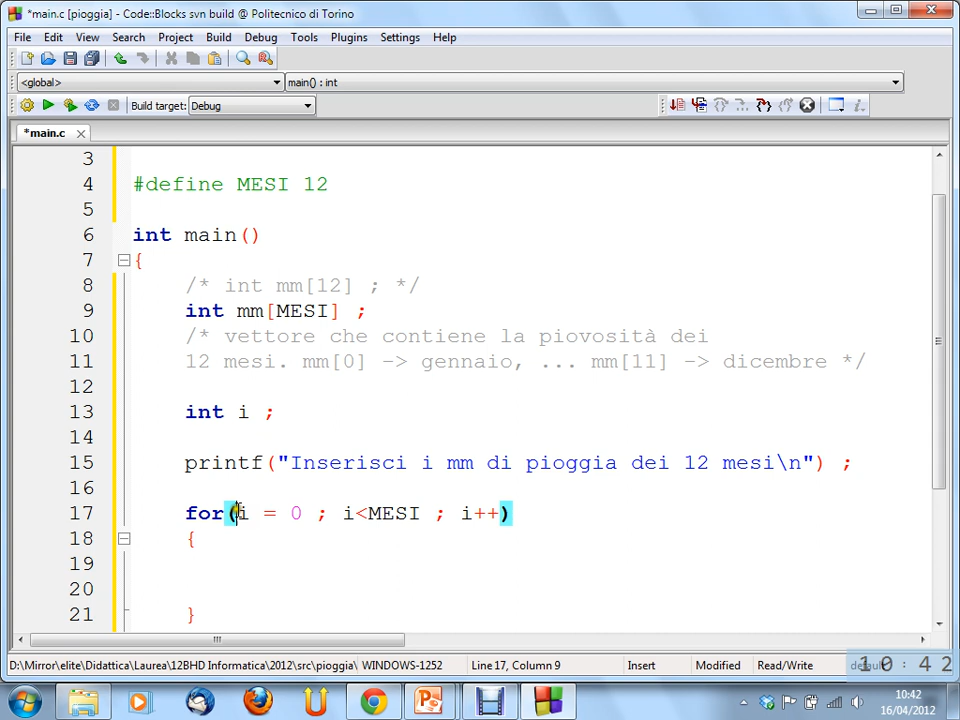 *main.c [pioggia] - Code::Blocks svn build @ Politecnico di Torino
File Edit View Search Project Build Debug Tools Plugins Settings Help
<global> main() : int
Build target: Debug
*main.c
3
4 #define MESI 12
5
6 int main()
7 {
8 /* int mm[12] ; */
9 int mm[MESI] ;
10 /* vettore che contiene la piovosità dei
11 12 mesi. mm[0] -> gennaio, ... mm[11] -> dicembre */
12
13 int i ;
14
15 printf("Inserisci i mm di pioggia dei 12 mesi\n") ;
16
17 for(i = 0 ; i<MESI ; i++)
18 {
19
20
21 }
D:\Mirror\elite\Didattica\Laurea\12BHD Informatica\2012\src\pioggia\ WINDOWS-1252 Line 17, Column 9 Insert Modified Read/Write default
10:42
10:42
16/04/2012